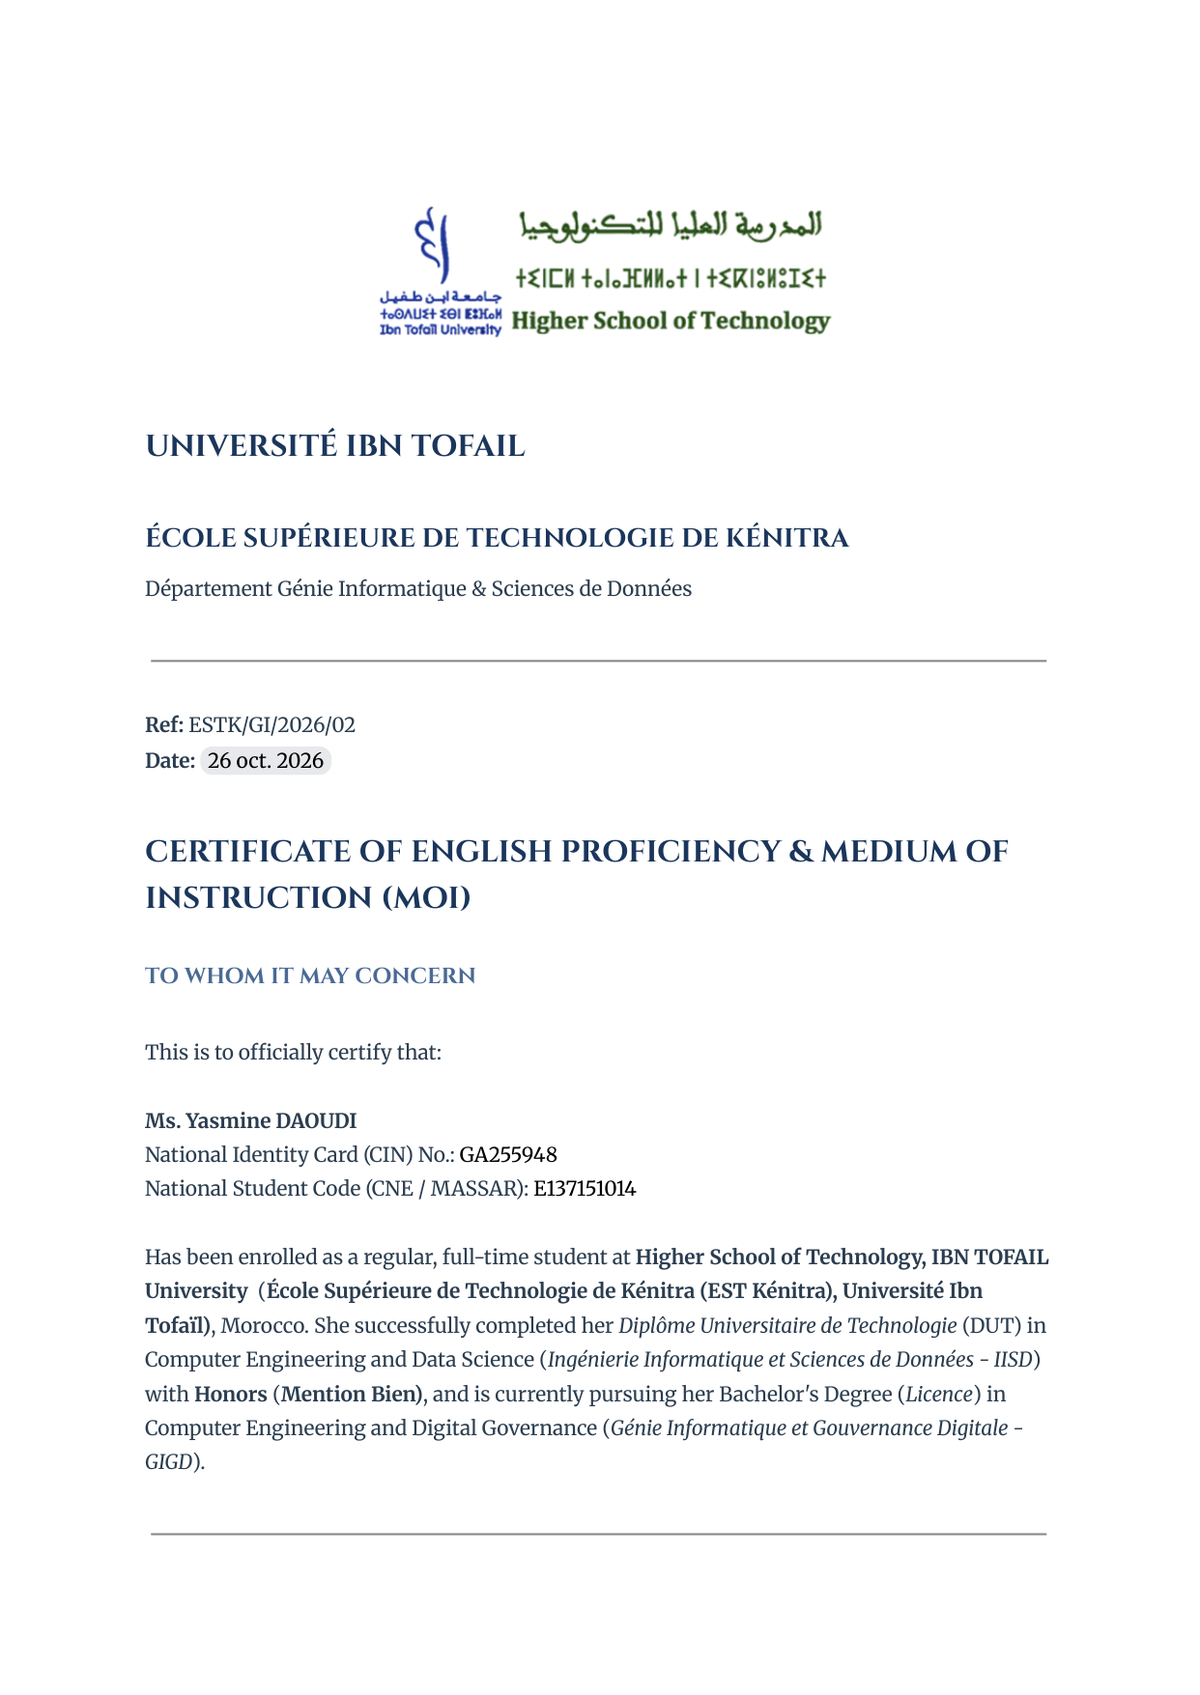 المدرسة العليا للتكنولوجيا
ⵜⵉⵏⵎⵍ ⵜⴰⵏⴰⴼⵍⵍⴰⵜ ⵏ ⵜⵉⴽⵏⵓⵍⵓⵊⵉⵜ
Higher School of Technology
جامعة ابن طفيل
ⵜⴰⵙⴷⴰⵡⵉⵜ ⵉⴱⵏ ⵟⵓⴼⴰⵢⵍ
Ibn Tofaïl University
UNIVERSITÉ IBN TOFAIL
ÉCOLE SUPÉRIEURE DE TECHNOLOGIE DE KÉNITRA
Département Génie Informatique & Sciences de Données
Ref: ESTK/GI/2026/02
Date: 26 oct. 2026
CERTIFICATE OF ENGLISH PROFICIENCY & MEDIUM OF
INSTRUCTION (MOI)
TO WHOM IT MAY CONCERN
This is to officially certify that:
Ms. Yasmine DAOUDI
National Identity Card (CIN) No.: GA255948
National Student Code (CNE / MASSAR): E137151014
Has been enrolled as a regular, full-time student at Higher School of Technology, IBN TOFAIL
University (École Supérieure de Technologie de Kénitra (EST Kénitra), Université Ibn
Tofaïl), Morocco. She successfully completed her Diplôme Universitaire de Technologie (DUT) in
Computer Engineering and Data Science (Ingénierie Informatique et Sciences de Données - IISD)
with Honors (Mention Bien), and is currently pursuing her Bachelor's Degree (Licence) in
Computer Engineering and Digital Governance (Génie Informatique et Gouvernance Digitale -
GIGD).